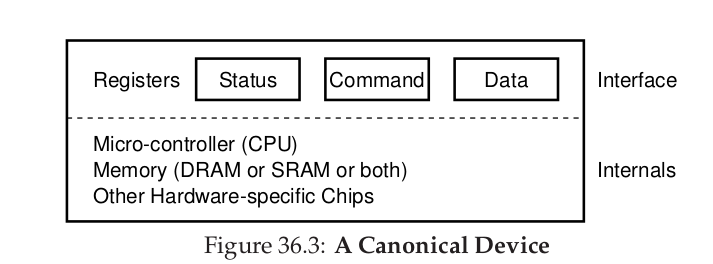 Registers Status Command Data Interface
Micro-controller (CPU)
Memory (DRAM or SRAM or both) Internals
Other Hardware-specific Chips
Figure 36.3: A Canonical Device